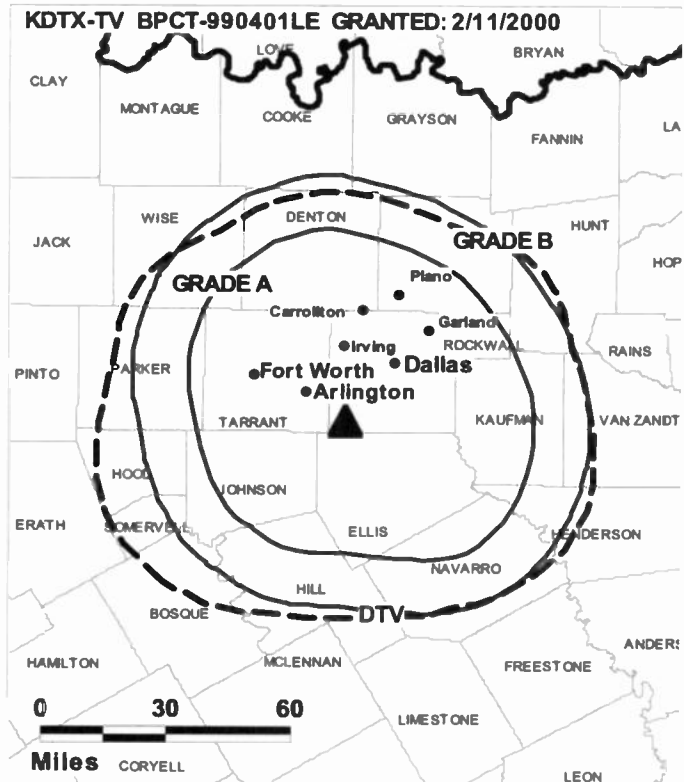 KDTX-TV BPCT-990401LE GRANTED: 2/11/2000
LOVE
BRYAN
CLAY
MONTAGUE
COOKE
GRAYSON
FANNIN
LA
WISE
DENTON
HUNT
JACK
GRADE B
HOP
GRADE A
Plano
Carrollton
Garland
Irving
ROCKWALL
RAINS
PINTO
PARKER
Fort Worth
Dallas
Arlington
TARRANT
KAUFMAN
VAN ZANDT
HOOD
JOHNSON
ERATH
SOMERVELL
ELLIS
HENDERSON
NAVARRO
HILL
BOSQUE
DTV
ANDERS
HAMILTON
MCLENNAN
FREESTONE
0 30 60
LIMESTONE
Miles
CORYELL
LEON